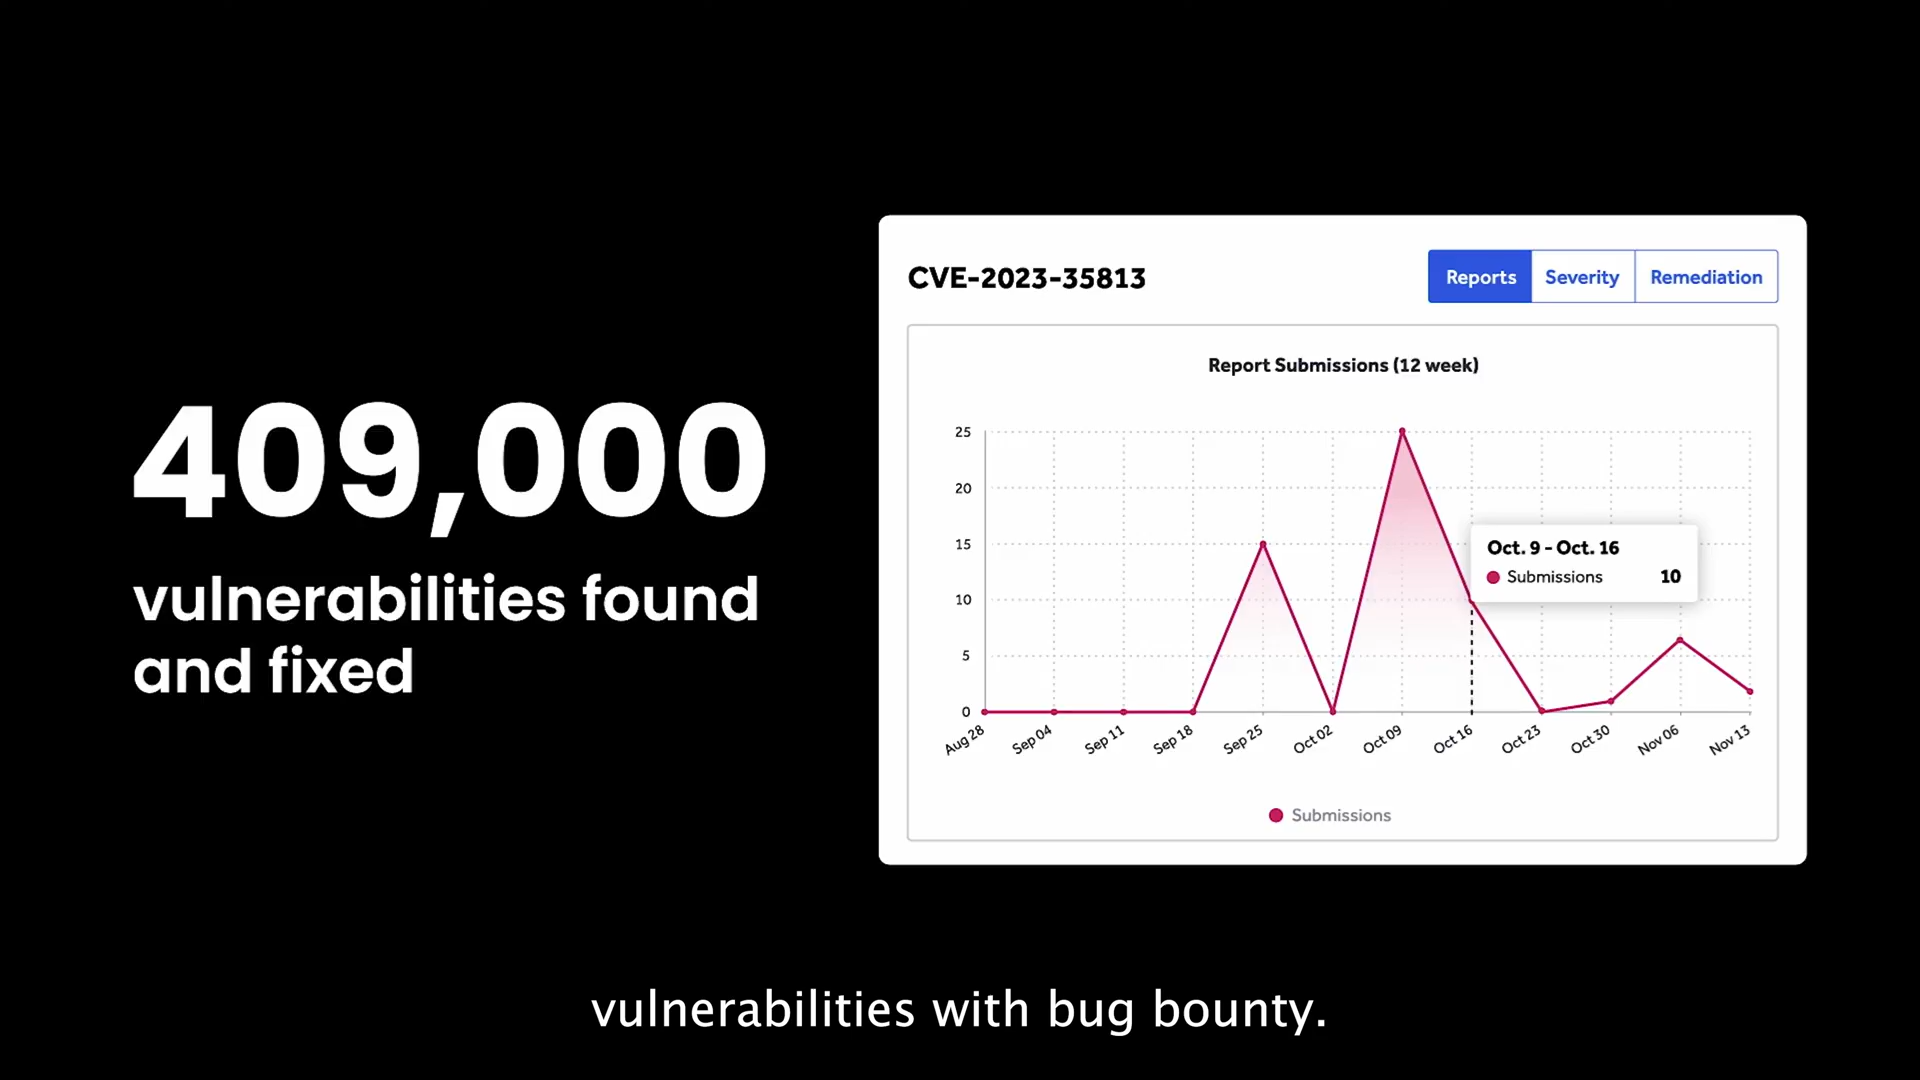 409,000
vulnerabilities found
and fixed
CVE-2023-35813
Reports Severity Remediation
Report Submissions (12 week)
25
20
15
10
5
0
Oct. 9 - Oct. 16
Submissions 10
Aug 28 Sep 04 Sep 11 Sep 18 Sep 25 Oct 02 Oct 09 Oct 16 Oct 23 Oct 30 Nov 06 Nov 13
Submissions
vulnerabilities with bug bounty.